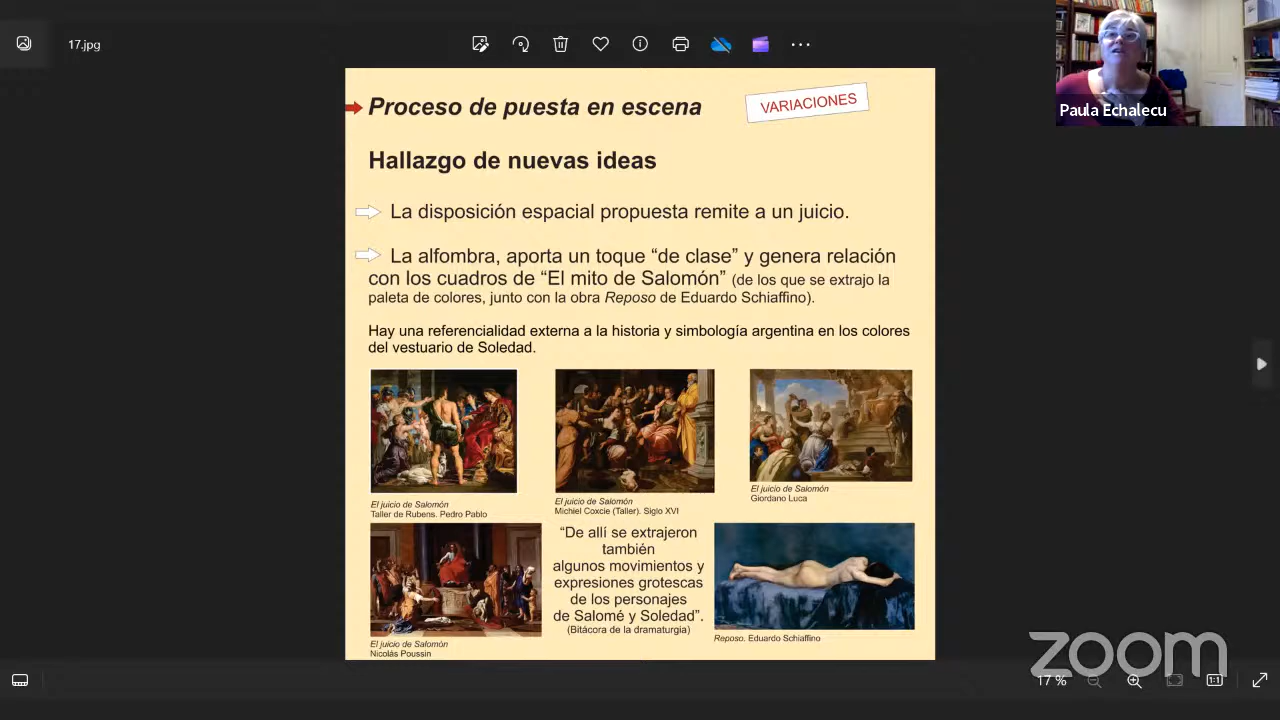 17.jpg
Paula Echalecu
Proceso de puesta en escena
VARIACIONES
Hallazgo de nuevas ideas
La disposición espacial propuesta remite a un juicio.
La alfombra, aporta un toque “de clase” y genera relación
con los cuadros de “El mito de Salomón” (de los que se extrajo la
paleta de colores, junto con la obra Reposo de Eduardo Schiaffino).
Hay una referencialidad externa a la historia y simbología argentina en los colores
del vestuario de Soledad.
El juicio de Salomón
Taller de Rubens. Pedro Pablo
El juicio de Salomón
Michiel Coxcie (Taller). Siglo XVI
El juicio de Salomón
Giordano Luca
“De allí se extrajeron
también
algunos movimientos y
expresiones grotescas
de los personajes
de Salomé y Soledad”.
(Bitácora de la dramaturgia)
El juicio de Salomón
Nicolás Poussin
Reposo. Eduardo Schiaffino
zoom
17 %
1:1